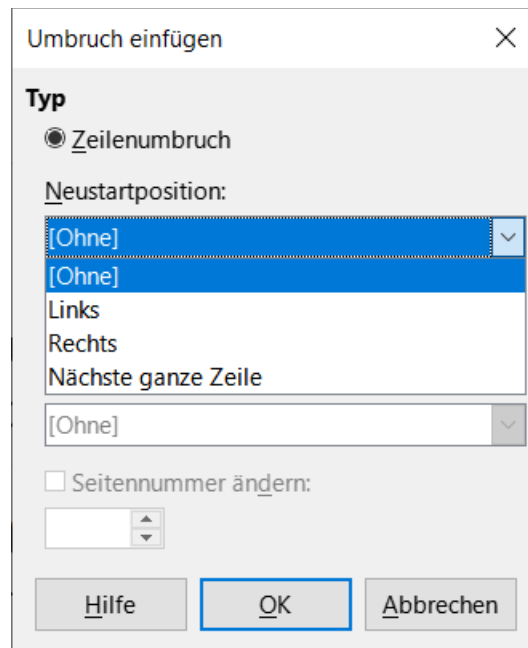 Umbruch einfügen
Typ
Zeilenumbruch
Neustartposition:
[Ohne]
[Ohne]
Links
Rechts
Nächste ganze Zeile
[Ohne]
Seitennummer ändern:
Hilfe
OK
Abbrechen